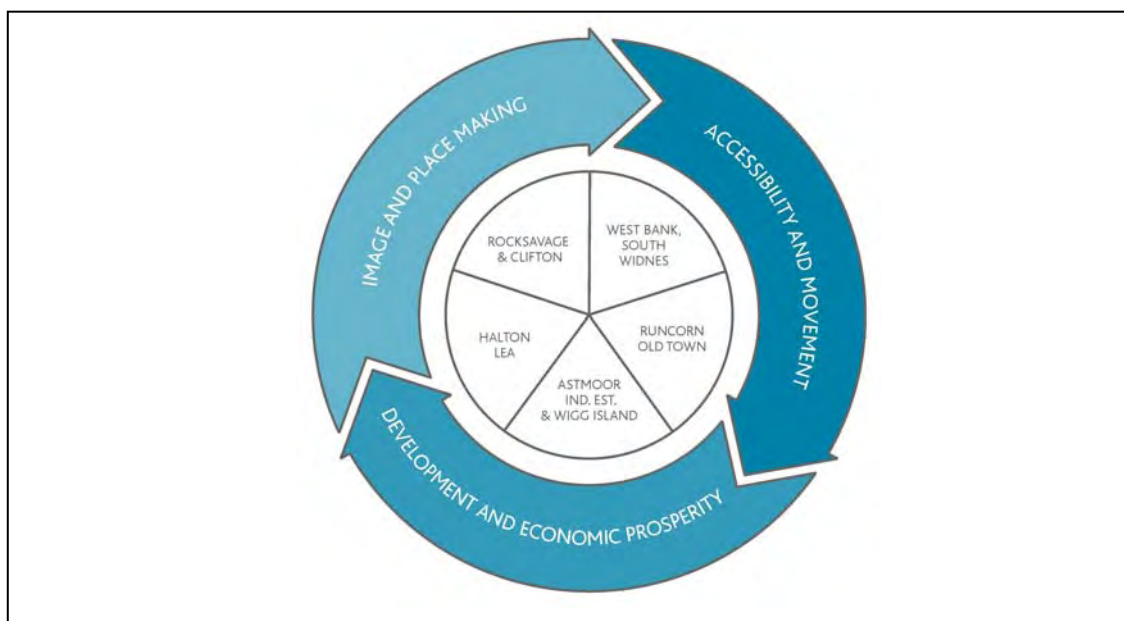 IMAGE AND PLACE MAKING
ACCESSIBILITY AND MOVEMENT
DEVELOPMENT AND ECONOMIC PROSPERITY
ROCKSAVAGE
& CLIFTON
WEST BANK,
SOUTH
WIDNES
HALTON
LEA
RUNCORN
OLD TOWN
ASTMOOR
IND. EST.
& WIGG ISLAND